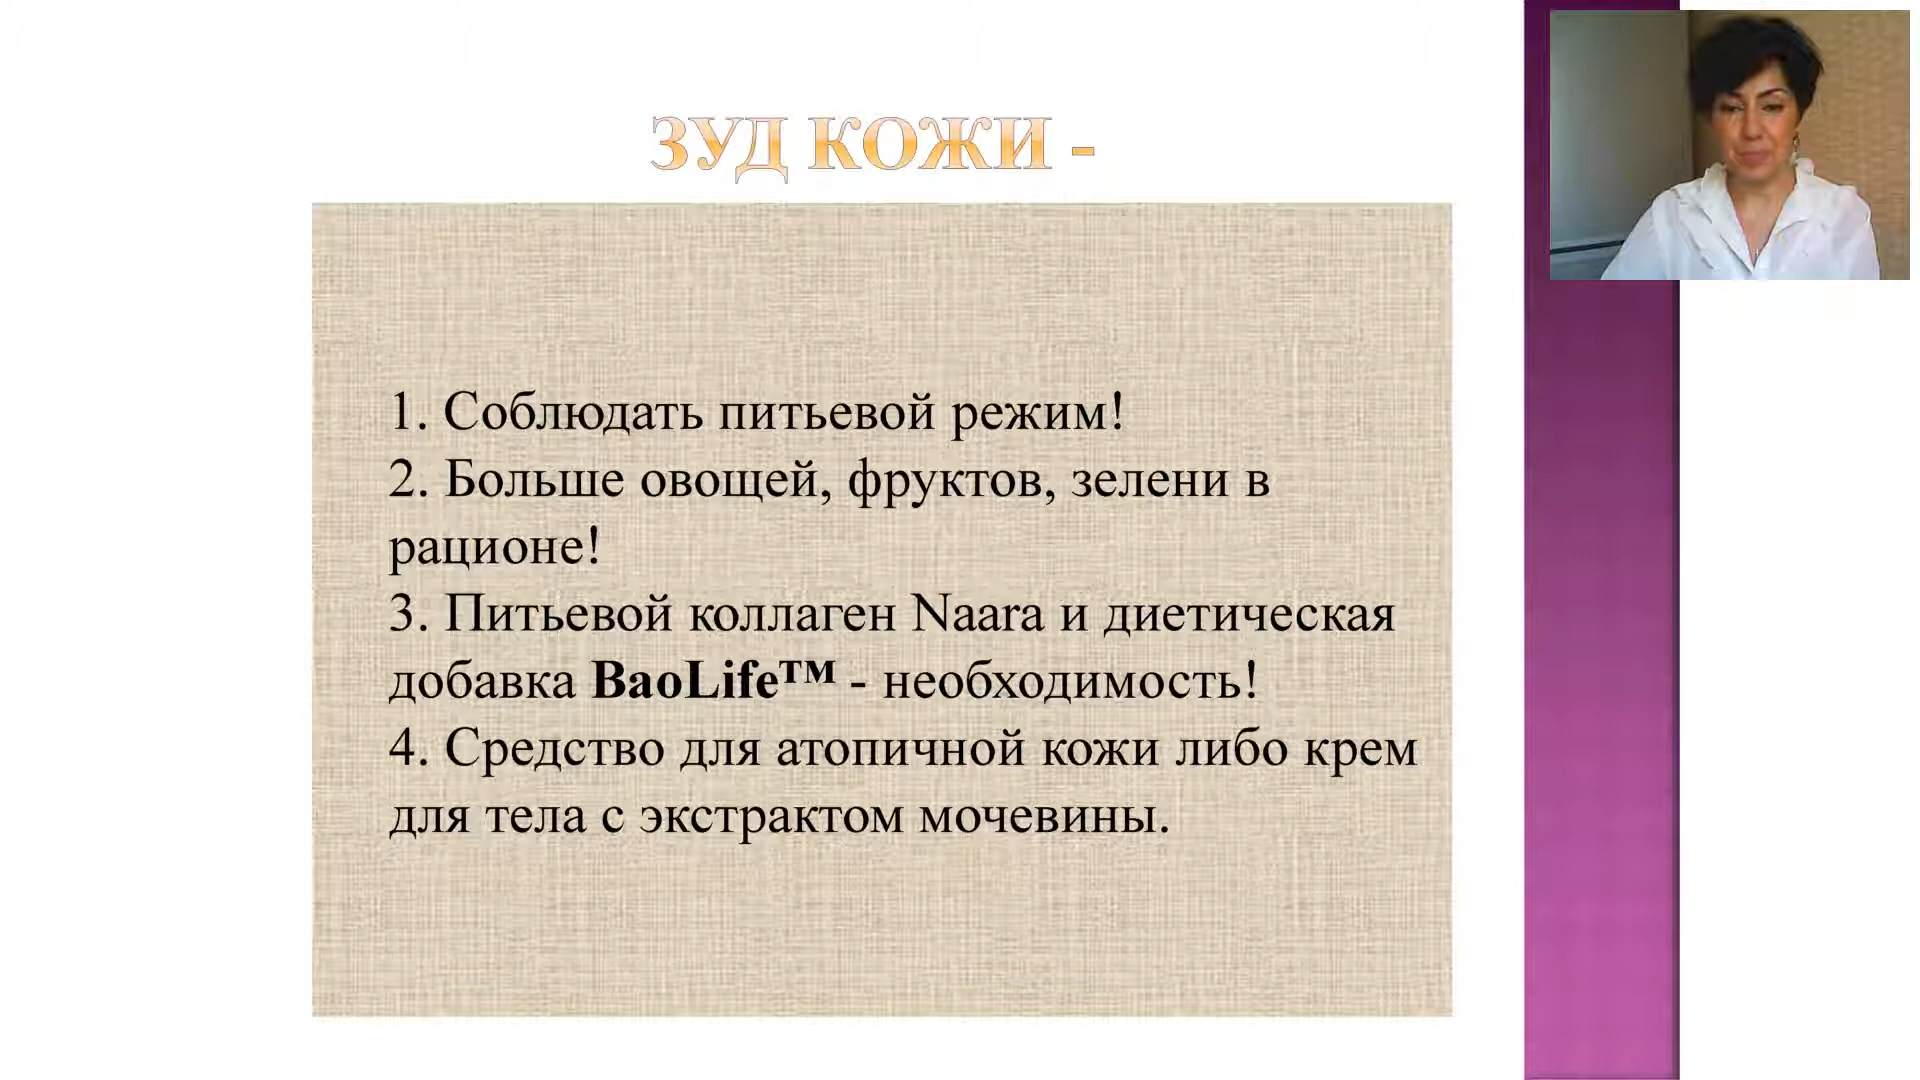 ЗУД КОЖИ -
1. Соблюдать питьевой режим!
2. Больше овощей, фруктов, зелени в
рационе!
3. Питьевой коллаген Naara и диетическая
добавка BaoLife™ - необходимость!
4. Средство для атопичной кожи либо крем
для тела с экстрактом мочевины.